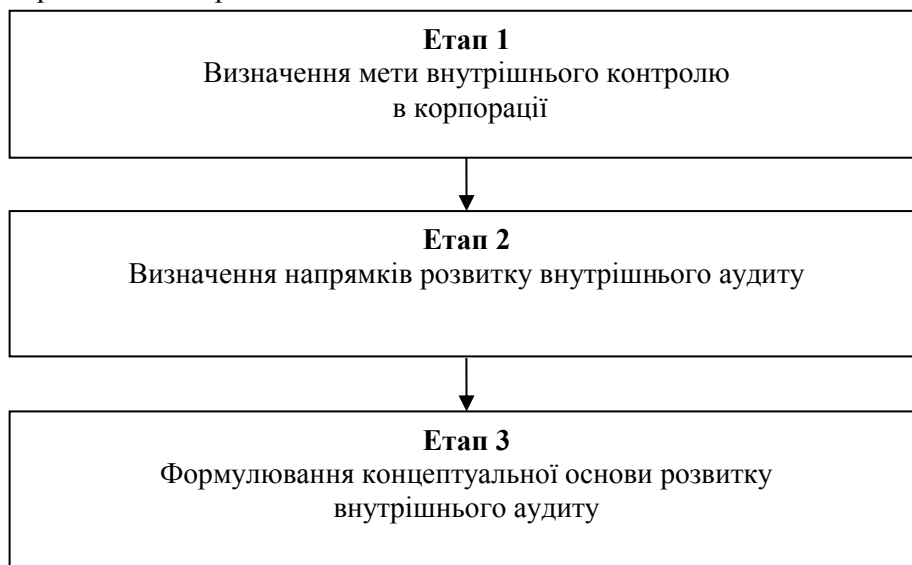 Етап 1
Визначення мети внутрішнього контролю
в корпорації
Етап 2
Визначення напрямків розвитку внутрішнього аудиту
Етап 3
Формулювання концептуальної основи розвитку
внутрішнього аудиту